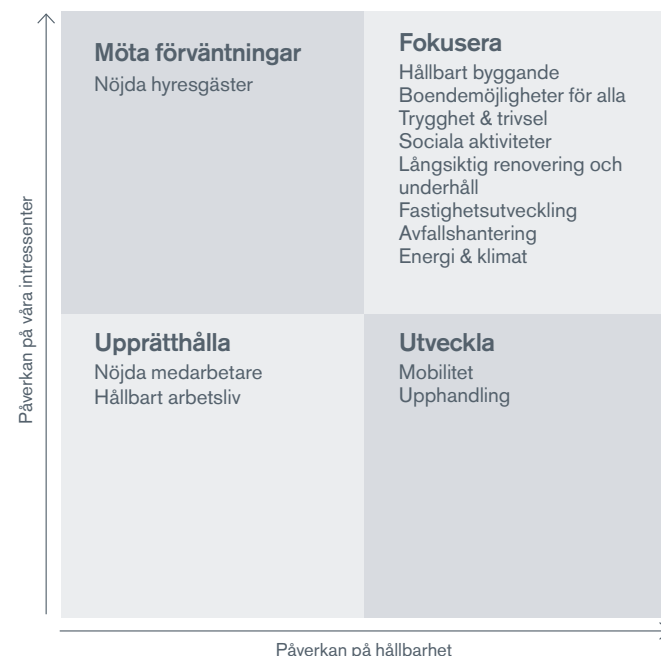 Möta förväntningar
Nöjda hyresgäster
Fokusera
Hållbart byggande
Boendemöjligheter för alla
Trygghet & trivsel
Sociala aktiviteter
Långsiktig renovering och
underhåll
Fastighetsutveckling
Avfallshantering
Energi & klimat
Påverkan på våra intressenter
Upprätthålla
Nöjda medarbetare
Hållbart arbetsliv
Utveckla
Mobilitet
Upphandling
Påverkan på hållbarhet